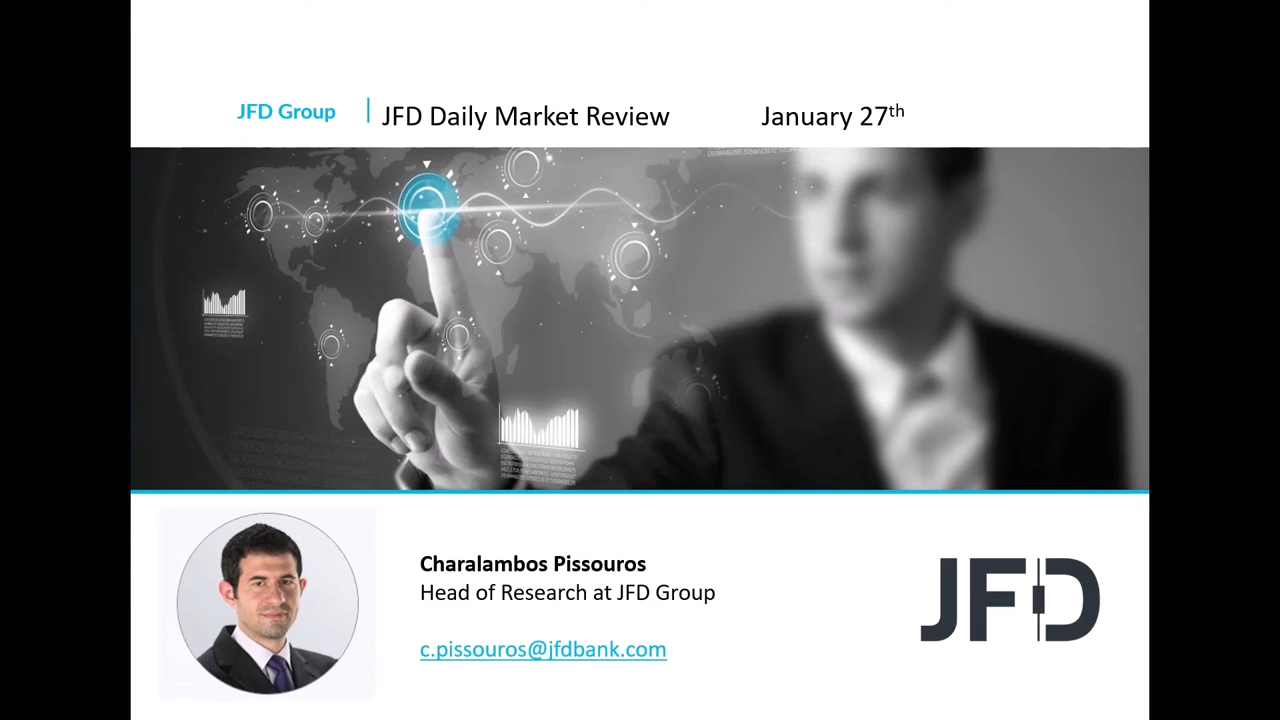 JFD Group
JFD Daily Market Review January 27th
Charalambos Pissouros
Head of Research at JFD Group
c.pissouros@jfdbank.com
JFD